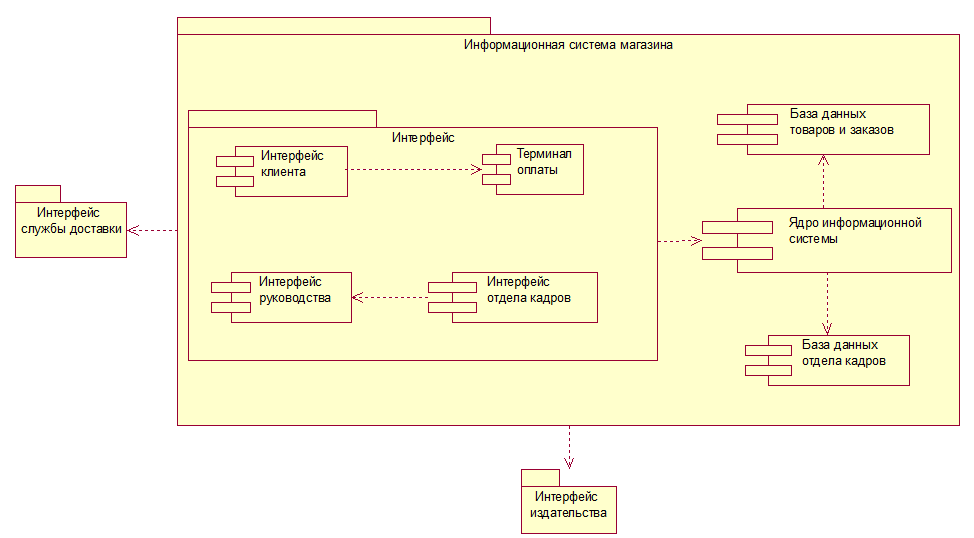 Информационная система магазина
Интерфейс
Интерфейс
клиента
Терминал
оплаты
База данных
товаров и заказов
Интерфейс
службы доставки
Ядро информационной
системы
Интерфейс
руководства
Интерфейс
отдела кадров
База данных
отдела кадров
Интерфейс
издательства